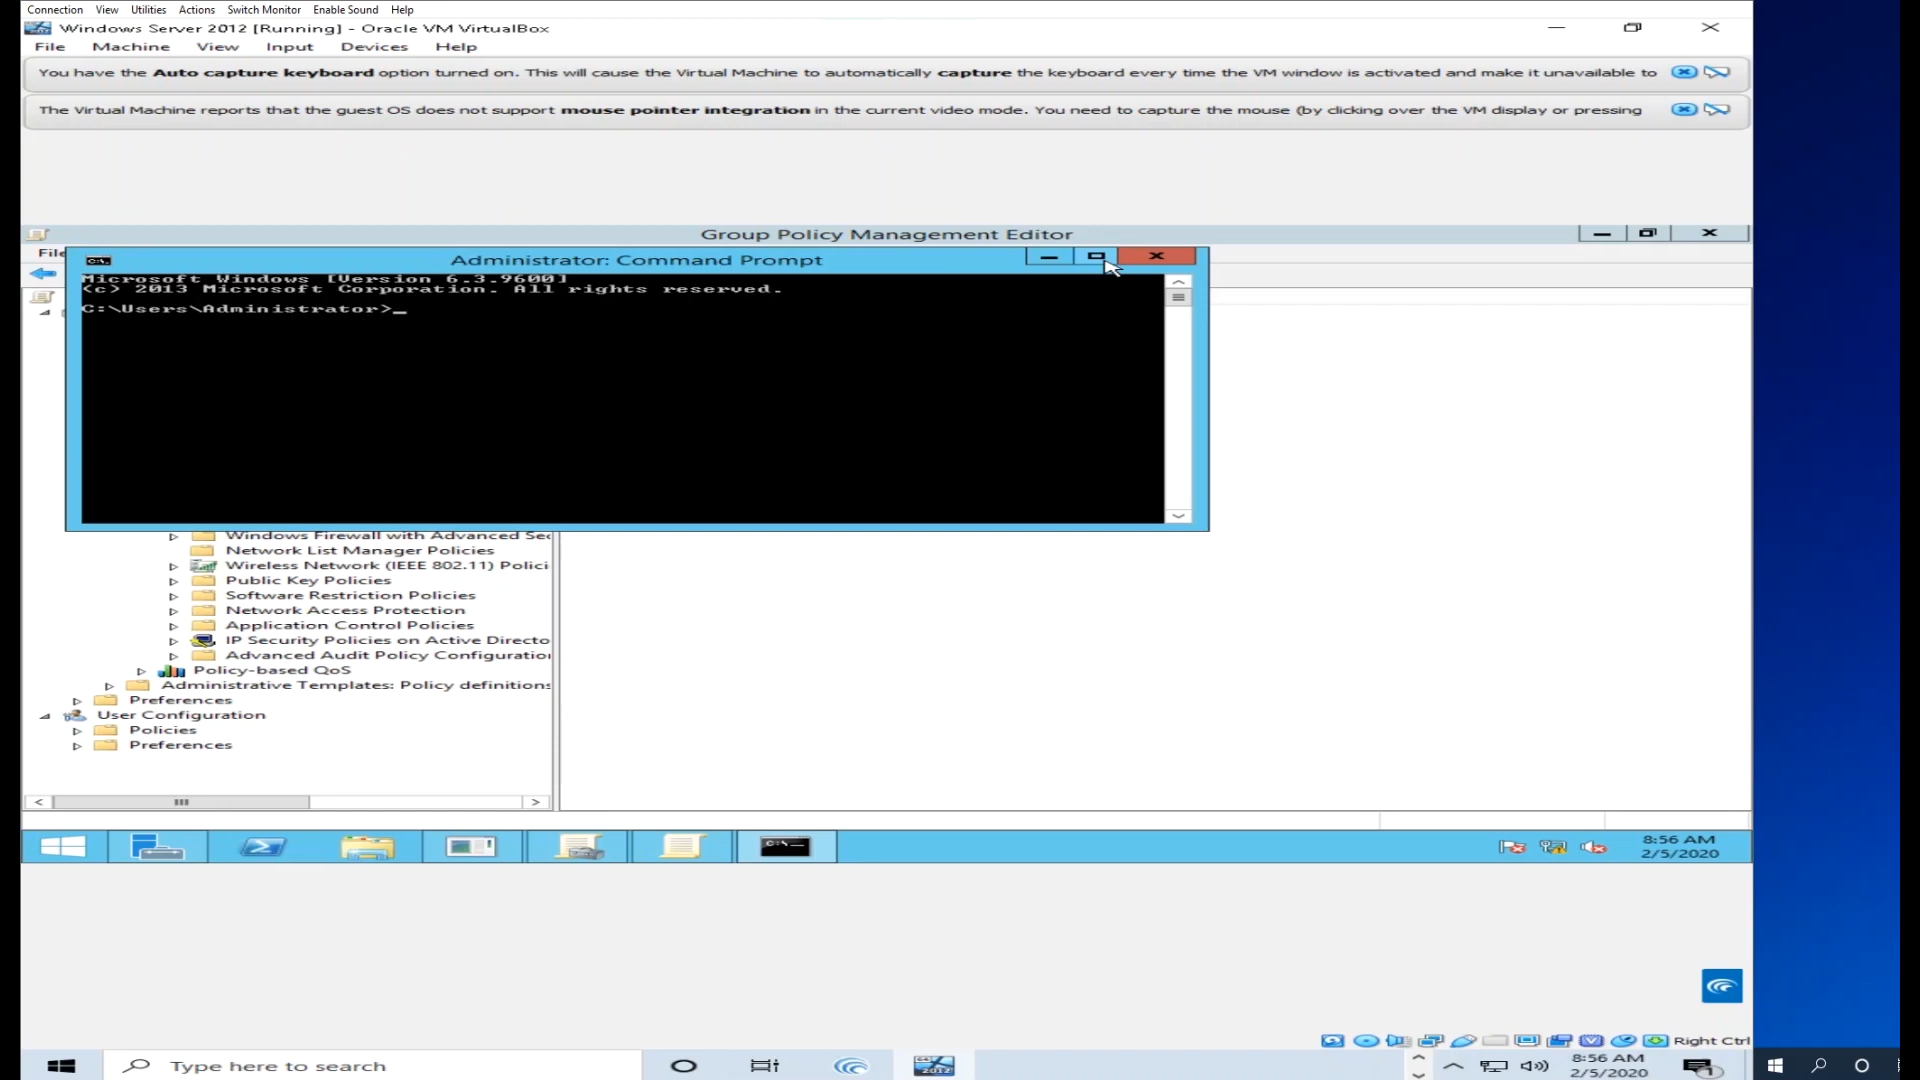 Connection View Utilities Actions Switch Monitor Enable Sound Help
Windows Server 2012 [Running] - Oracle VM VirtualBox
File Machine View Input Devices Help
You have the Auto capture keyboard option turned on. This will cause the Virtual Machine to automatically capture the keyboard every time the VM window is activated and make it unavailable to
The Virtual Machine reports that the guest OS does not support mouse pointer integration in the current video mode. You need to capture the mouse (by clicking over the VM display or pressing
Group Policy Management Editor
File
Administrator: Command Prompt
Microsoft Windows [Version 6.3.9600]
(c) 2013 Microsoft Corporation. All rights reserved.
C:\Users\Administrator>_
Windows Firewall with Advanced Sec
Network List Manager Policies
Wireless Network (IEEE 802.11) Polici
Public Key Policies
Software Restriction Policies
Network Access Protection
Application Control Policies
IP Security Policies on Active Directo
Advanced Audit Policy Configuration
Policy-based QoS
Administrative Templates: Policy definitions
Preferences
User Configuration
Policies
Preferences
8:56 AM
2/5/2020
Right Ctrl
Type here to search
8:56 AM
2/5/2020